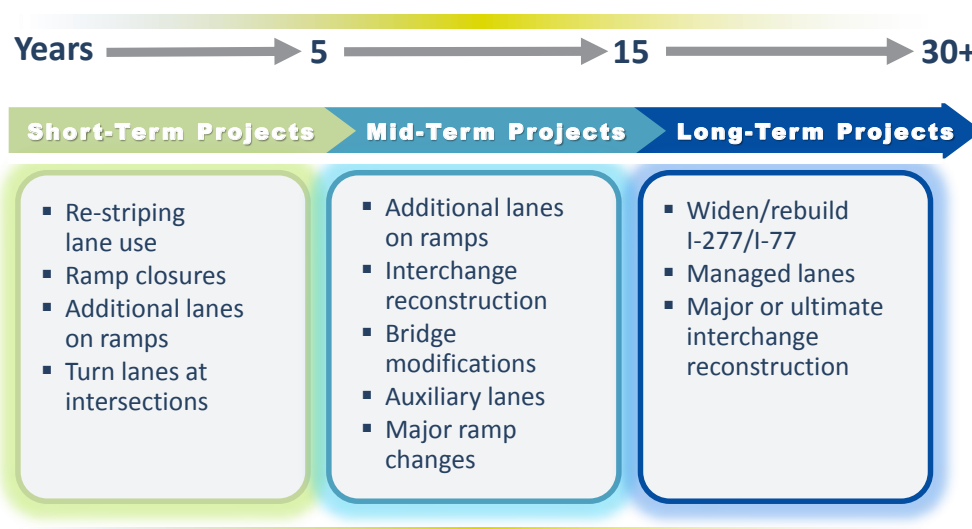 Years 5 15 30+
Short-Term Projects Mid-Term Projects Long-Term Projects
▪ Re-striping
lane use
▪ Ramp closures
▪ Additional lanes
on ramps
▪ Turn lanes at
intersections
▪ Additional lanes
on ramps
▪ Interchange
reconstruction
▪ Bridge
modifications
▪ Auxiliary lanes
▪ Major ramp
changes
▪ Widen/rebuild
I-277/I-77
▪ Managed lanes
▪ Major or ultimate
interchange
reconstruction